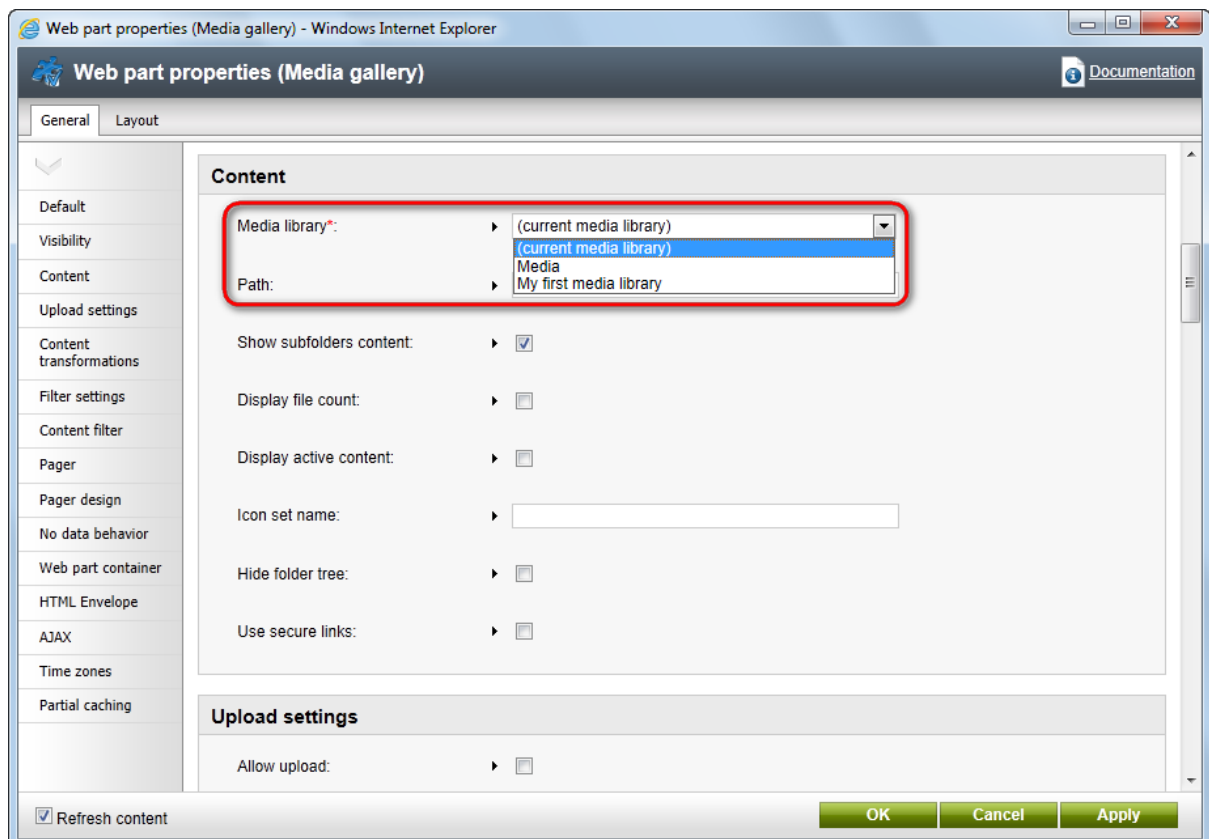 Web part properties (Media gallery) - Windows Internet Explorer
Web part properties (Media gallery)
Documentation
General Layout
Default
Visibility
Content
Upload settings
Content
transformations
Filter settings
Content filter
Pager
Pager design
No data behavior
Web part container
HTML Envelope
AJAX
Time zones
Partial caching
Content
Media library*: (current media library)
(current media library)
Media
My first media library
Path:
Show subfolders content:
Display file count:
Display active content:
Icon set name:
Hide folder tree:
Use secure links:
Upload settings
Allow upload:
Refresh content
OK Cancel Apply